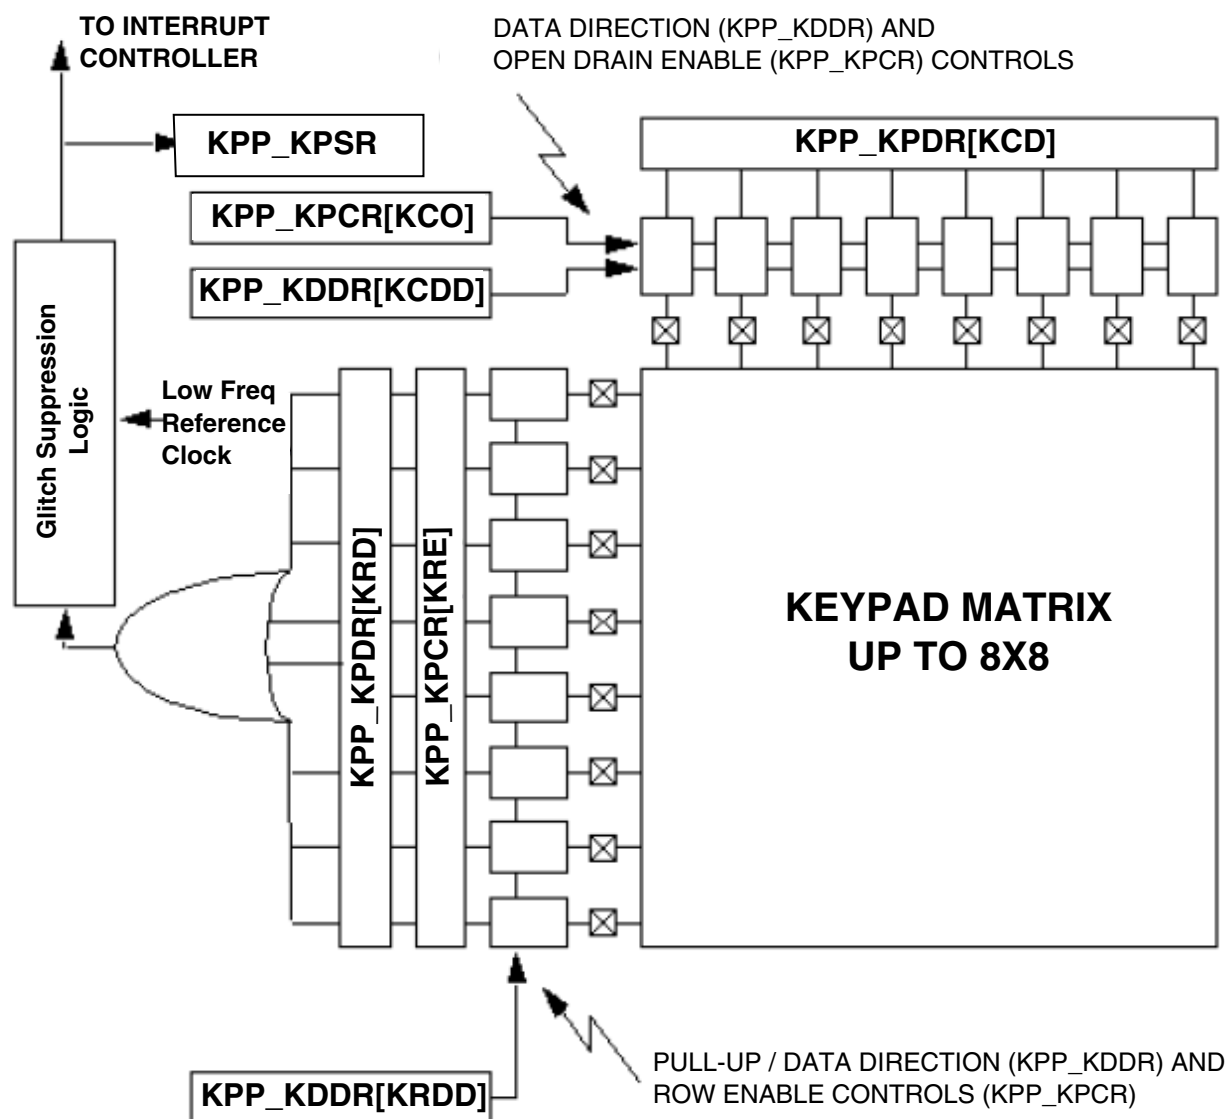 TO INTERRUPT
CONTROLLER
DATA DIRECTION (KPP_KDDR) AND
OPEN DRAIN ENABLE (KPP_KPCR) CONTROLS
KPP_KPSR
KPP_KPDR[KCD]
KPP_KPCR[KCO]
KPP_KDDR[KCDD]
Glitch Suppression
Logic
Low Freq
Reference
Clock
KPP_KPDR[KRD]
KPP_KPCR[KRE]
KEYPAD MATRIX
UP TO 8X8
KPP_KDDR[KRDD]
PULL-UP / DATA DIRECTION (KPP_KDDR) AND
ROW ENABLE CONTROLS (KPP_KPCR)